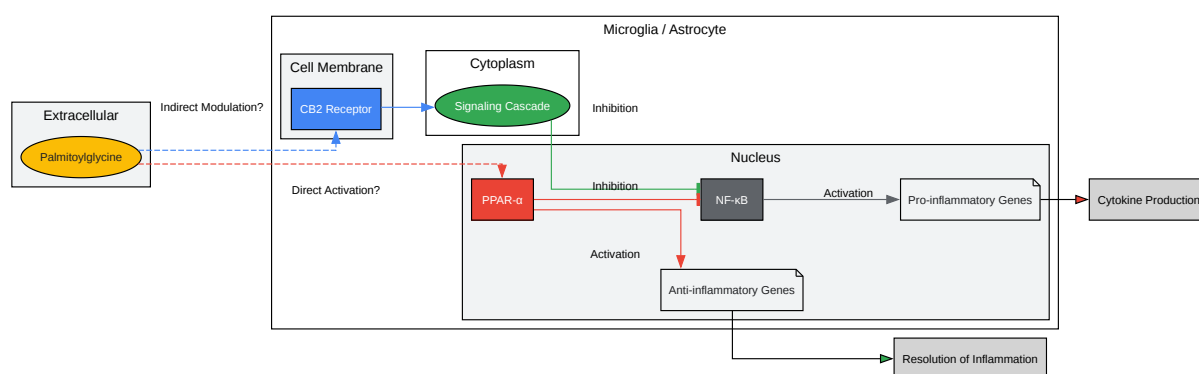 Microglia / Astrocyte
Cell Membrane
Cytoplasm
Extracellular
Indirect Modulation?
CB2 Receptor
Signaling Cascade
Inhibition
Palmitoylglycine
Nucleus
Direct Activation?
PPAR-α
Inhibition
NF-κB
Activation
Pro-inflammatory Genes
Cytokine Production
Activation
Anti-inflammatory Genes
Resolution of Inflammation